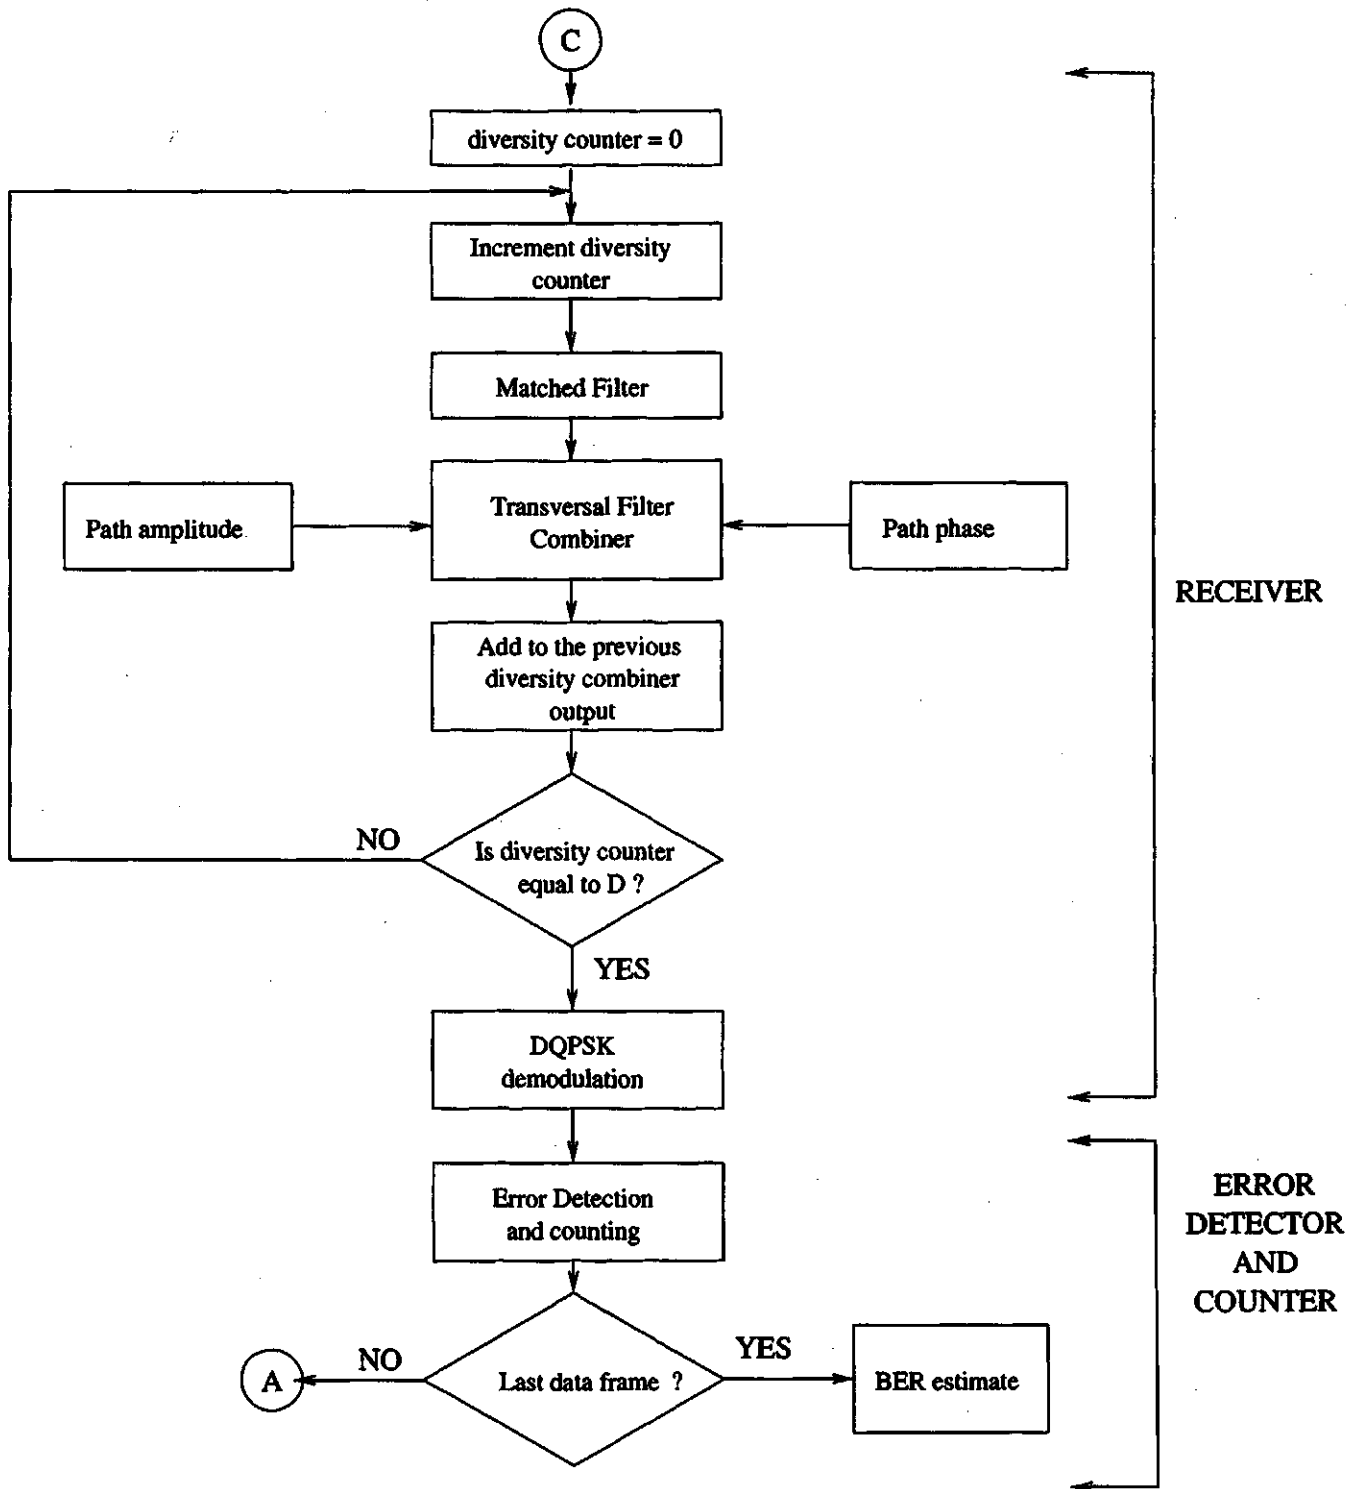 C
diversity counter = 0
Increment diversity
counter
Matched Filter
Path amplitude
Transversal Filter
Combiner
Path phase
RECEIVER
Add to the previous
diversity combiner
output
NO
Is diversity counter
equal to D ?
YES
DQPSK
demodulation
Error Detection
and counting
ERROR
DETECTOR
AND
COUNTER
A
NO
Last data frame ?
YES
BER estimate